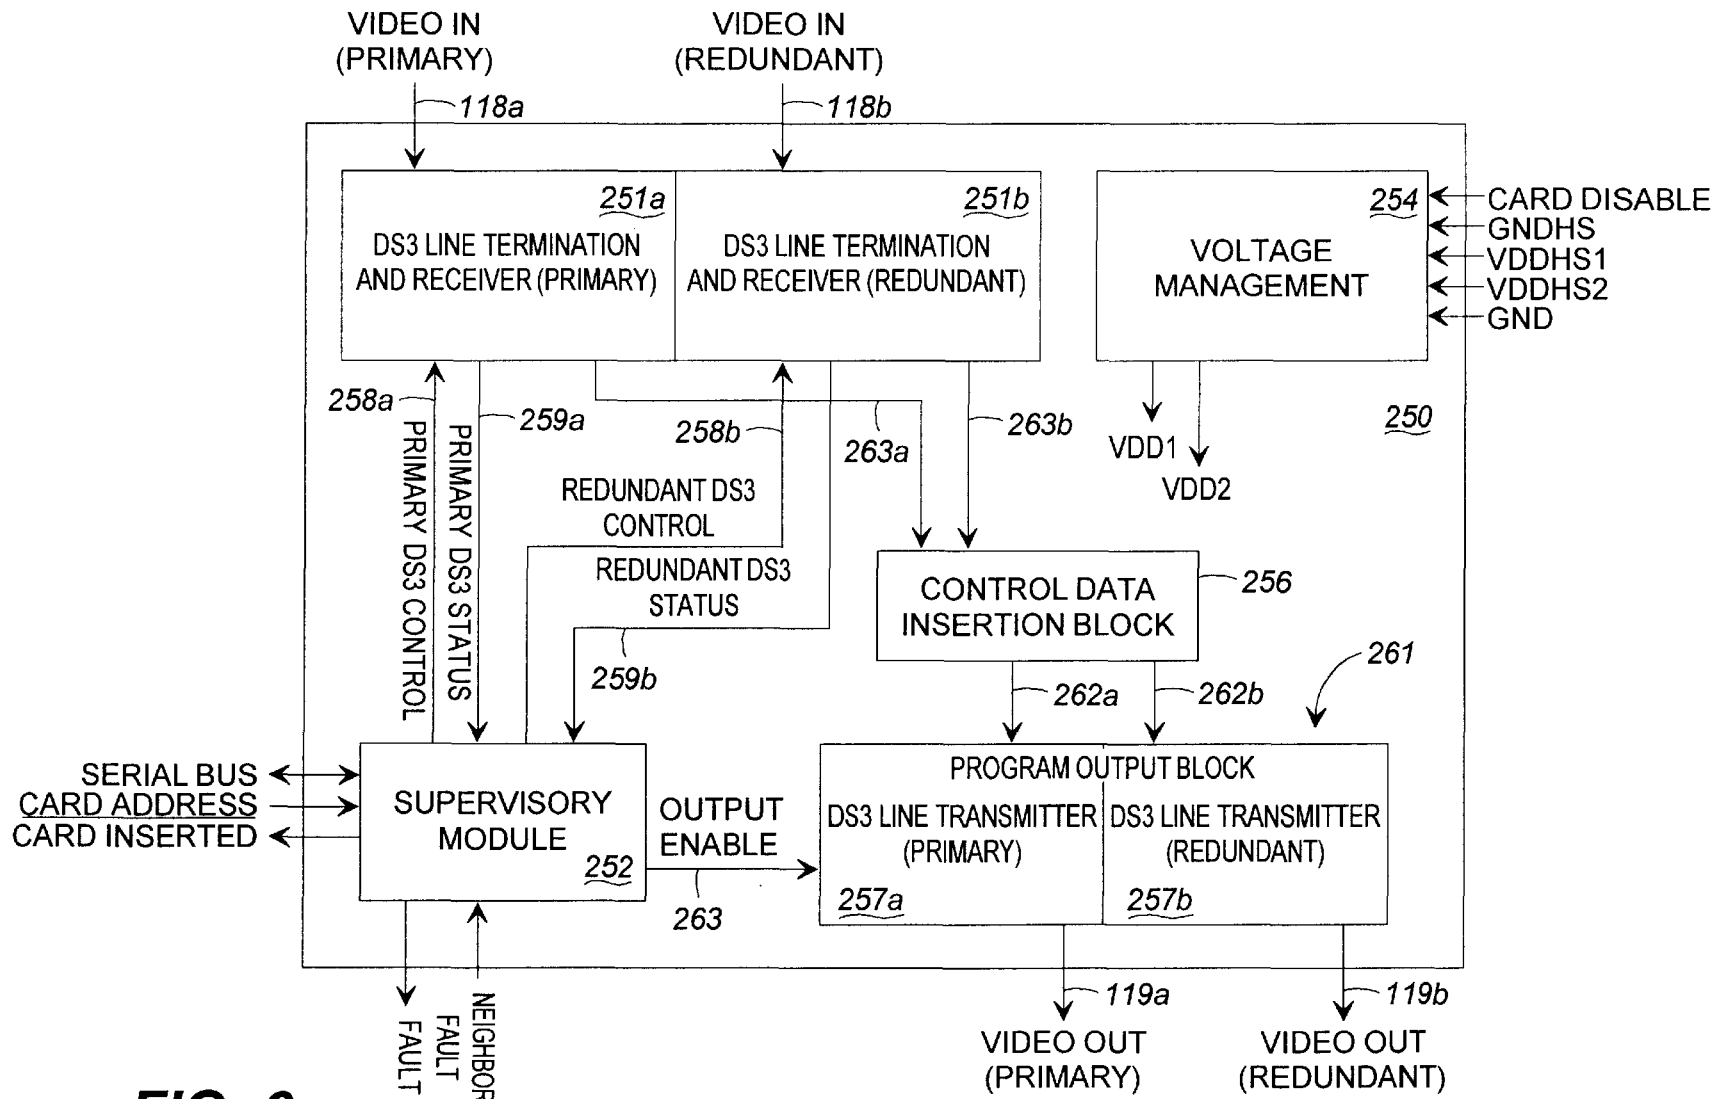 VIDEO IN
(PRIMARY)
VIDEO IN
(REDUNDANT)
118a
118b
251a
DS3 LINE TERMINATION
AND RECEIVER (PRIMARY)
251b
DS3 LINE TERMINATION
AND RECEIVER (REDUNDANT)
254
VOLTAGE
MANAGEMENT
CARD DISABLE
GNDHS
VDDHS1
VDDHS2
GND
258a
259a
258b
263a
263b
250
VDD1
VDD2
PRIMARY DS3 CONTROL
PRIMARY DS3 STATUS
REDUNDANT DS3
CONTROL
REDUNDANT DS3
STATUS
259b
CONTROL DATA
INSERTION BLOCK
256
262a
262b
261
SERIAL BUS
CARD ADDRESS
CARD INSERTED
SUPERVISORY
MODULE
252
OUTPUT
ENABLE
263
PROGRAM OUTPUT BLOCK
DS3 LINE TRANSMITTER
(PRIMARY)
257a
DS3 LINE TRANSMITTER
(REDUNDANT)
257b
FAULT
NEIGHBOR
FAULT
119a
119b
VIDEO OUT
(PRIMARY)
VIDEO OUT
(REDUNDANT)